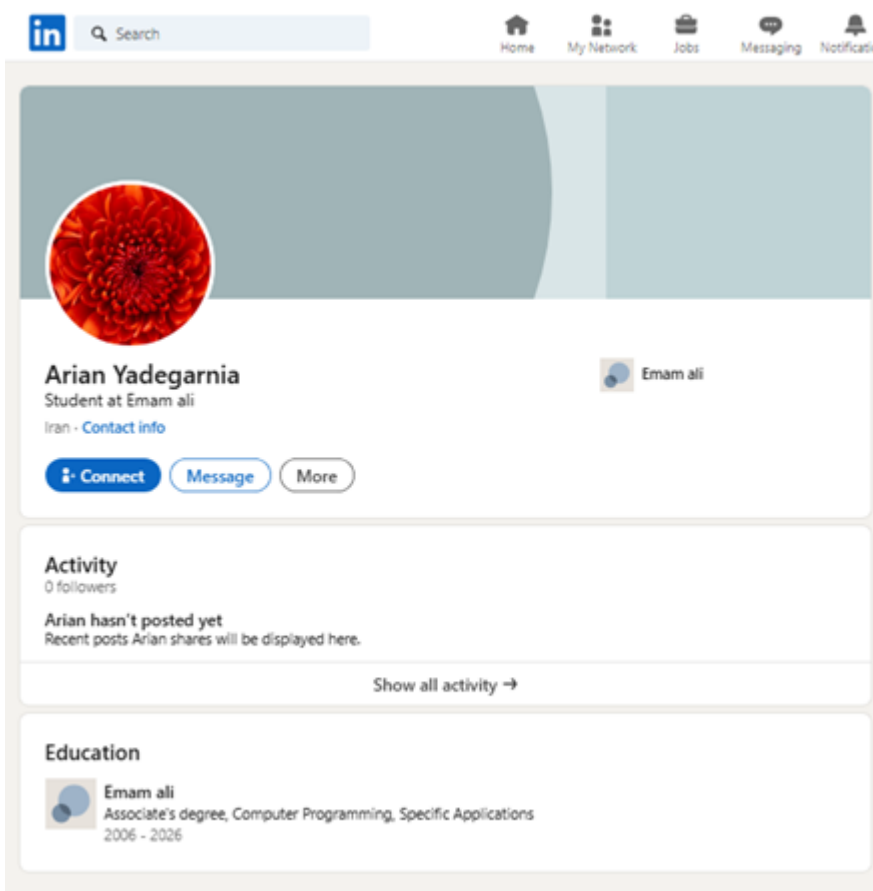 in
Search
Home
My Network
Jobs
Messaging
Notificati
Arian Yadegarnia
Student at Emam ali
Iran · Contact info
Emam ali
Connect
Message
More
Activity
0 followers
Arian hasn't posted yet
Recent posts Arian shares will be displayed here.
Show all activity →
Education
Emam ali
Associate's degree, Computer Programming, Specific Applications
2006 - 2026